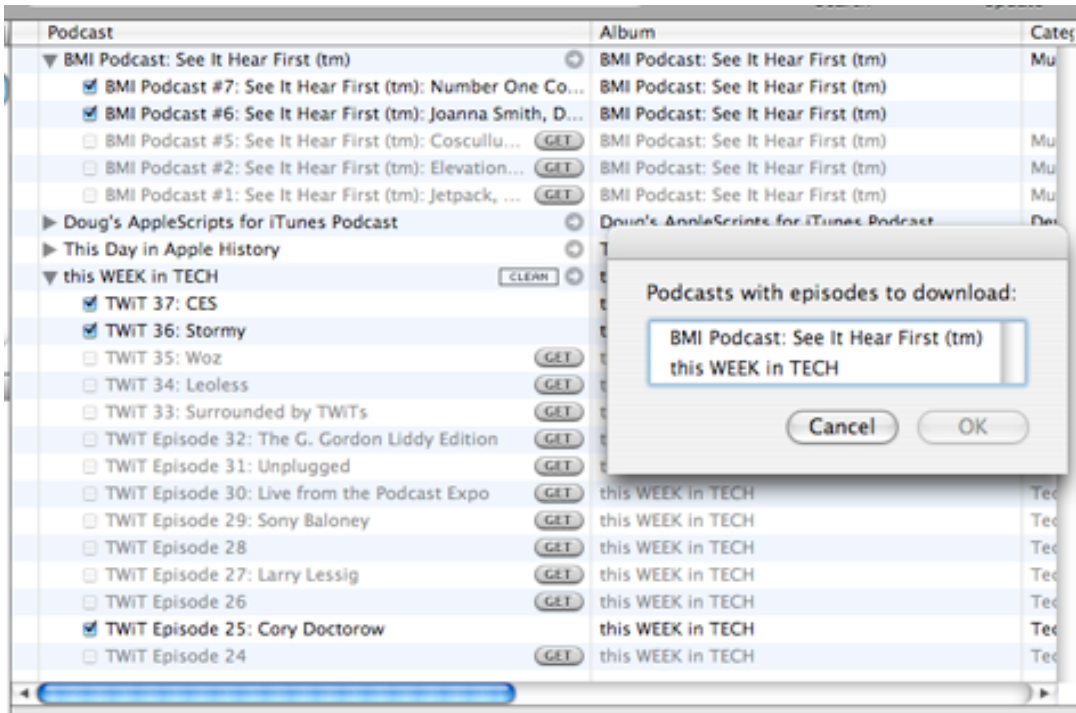 Podcast Album
BMI Podcast: See It Hear First (tm) BMI Podcast: See It Hear First (tm) Mu
BMI Podcast #7: See It Hear First (tm): Number One Co... BMI Podcast: See It Hear First (tm)
BMI Podcast #6: See It Hear First (tm): Joanna Smith, D... BMI Podcast: See It Hear First (tm)
BMI Podcast #5: See It Hear First (tm): Coscullu... GET BMI Podcast: See It Hear First (tm) Mu
BMI Podcast #2: See It Hear First (tm): Elevation... GET BMI Podcast: See It Hear First (tm) Mu
BMI Podcast #1: See It Hear First (tm): Jetpack, ... GET BMI Podcast: See It Hear First (tm) Mu
Doug's AppleScripts for iTunes Podcast Doug's AppleScripts for iTunes Podcast
This Day in Apple History
this WEEK in TECH CLEAN
TWiT 37: CES
TWiT 36: Stormy
TWiT 35: Woz GET
TWiT 34: Leoless GET
TWiT 33: Surrounded by TWiTs GET
TWiT Episode 32: The G. Gordon Liddy Edition GET
TWiT Episode 31: Unplugged GET
TWiT Episode 30: Live from the Podcast Expo GET this WEEK in TECH Tec
TWiT Episode 29: Sony Baloney GET this WEEK in TECH Tec
TWiT Episode 28 GET this WEEK in TECH Tec
TWiT Episode 27: Larry Lessig GET this WEEK in TECH Tec
TWiT Episode 26 GET this WEEK in TECH Tec
TWiT Episode 25: Cory Doctorow this WEEK in TECH Tec
TWiT Episode 24 GET this WEEK in TECH Tec
Podcasts with episodes to download:
BMI Podcast: See It Hear First (tm)
this WEEK in TECH
Cancel OK